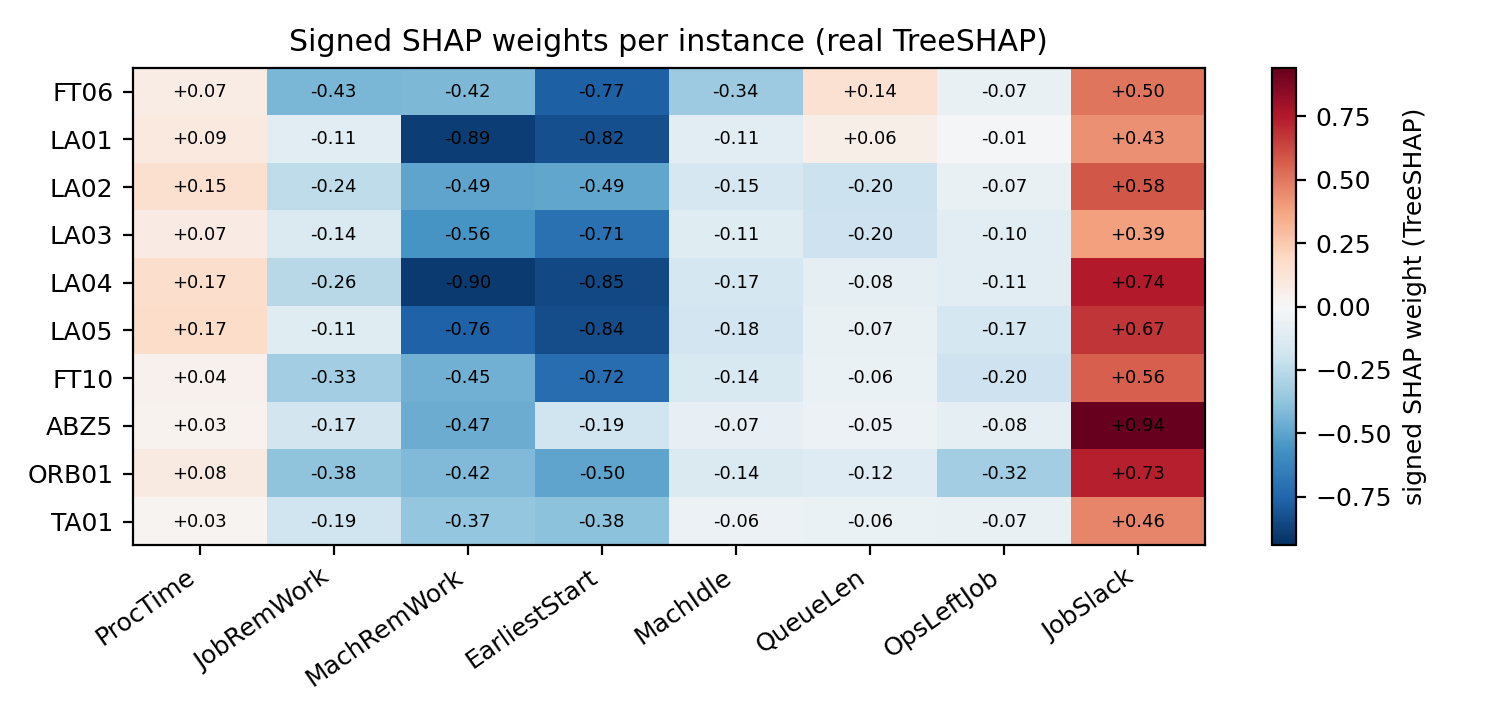 Signed SHAP weights per instance (real TreeSHAP)
FT06 +0.07 -0.43 -0.42 -0.77 -0.34 +0.14 -0.07 +0.50
LA01 +0.09 -0.11 -0.89 -0.82 -0.11 +0.06 -0.01 +0.43
LA02 +0.15 -0.24 -0.49 -0.49 -0.15 -0.20 -0.07 +0.58
LA03 +0.07 -0.14 -0.56 -0.71 -0.11 -0.20 -0.10 +0.39
LA04 +0.17 -0.26 -0.90 -0.85 -0.17 -0.08 -0.11 +0.74
LA05 +0.17 -0.11 -0.76 -0.84 -0.18 -0.07 -0.17 +0.67
FT10 +0.04 -0.33 -0.45 -0.72 -0.14 -0.06 -0.20 +0.56
ABZ5 +0.03 -0.17 -0.47 -0.19 -0.07 -0.05 -0.08 +0.94
ORB01 +0.08 -0.38 -0.42 -0.50 -0.14 -0.12 -0.32 +0.73
TA01 +0.03 -0.19 -0.37 -0.38 -0.06 -0.06 -0.07 +0.46
ProcTime JobRemWork MachRemWork EarliestStart MachIdle QueueLen OpsLeftJob JobSlack
0.75
0.50
0.25
0.00
−0.25
−0.50
−0.75
signed SHAP weight (TreeSHAP)